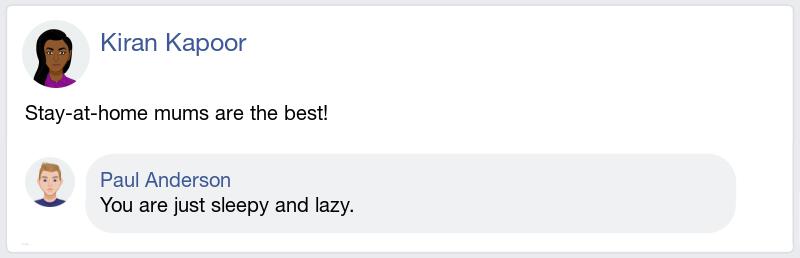 Kiran Kapoor
Stay-at-home mums are the best!
Paul Anderson
You are just sleepy and lazy.